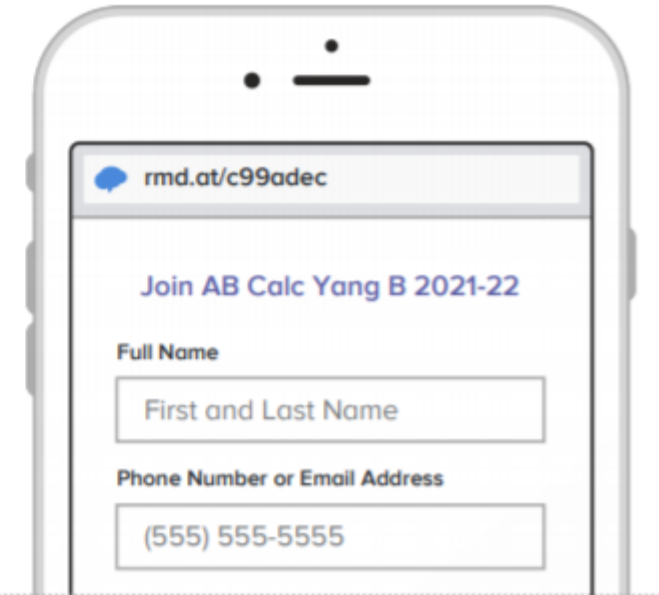 rmd.at/c99adec
Join AB Calc Yang B 2021-22
Full Name
First and Last Name
Phone Number or Email Address
(555) 555-5555